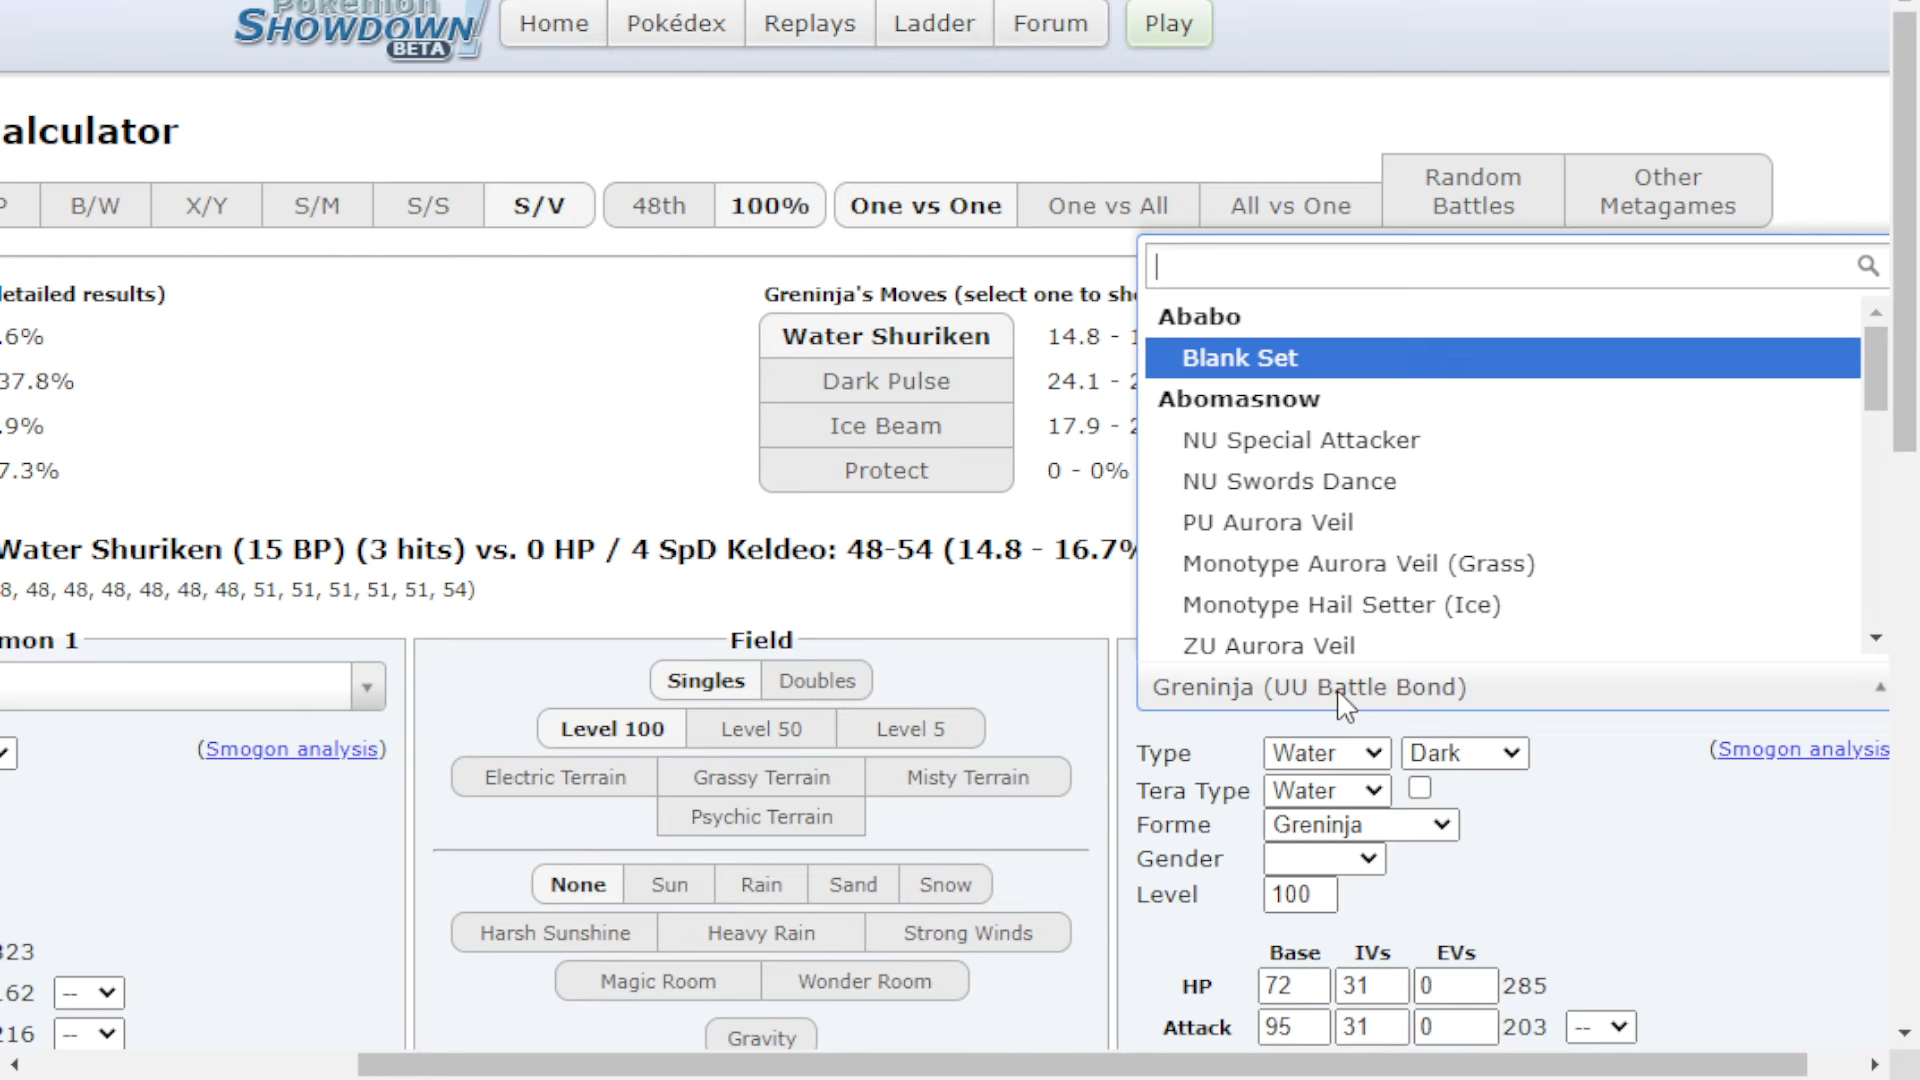 Pokémon
SHOWDOWN!
BETA
Home
Pokédex
Replays
Ladder
Forum
Play
alculator
P
B/W
X/Y
S/M
S/S
S/V
48th
100%
One vs One
One vs All
All vs One
Random
Battles
Other
Metagames
etailed results)
.6%
37.8%
.9%
7.3%
Greninja's Moves (select one to sh
Water Shuriken
14.8 - 1
Dark Pulse
24.1 - 2
Ice Beam
17.9 - 2
Protect
0 - 0%
Ababo
Blank Set
Abomasnow
NU Special Attacker
NU Swords Dance
PU Aurora Veil
Monotype Aurora Veil (Grass)
Monotype Hail Setter (Ice)
ZU Aurora Veil
Greninja (UU Battle Bond)
Water Shuriken (15 BP) (3 hits) vs. 0 HP / 4 SpD Keldeo: 48-54 (14.8 - 16.7%
8, 48, 48, 48, 48, 48, 48, 51, 51, 51, 51, 51, 54)
mon 1
(Smogon analysis)
323
162
--
216
--
Field
Singles
Doubles
Level 100
Level 50
Level 5
Electric Terrain
Grassy Terrain
Misty Terrain
Psychic Terrain
None
Sun
Rain
Sand
Snow
Harsh Sunshine
Heavy Rain
Strong Winds
Magic Room
Wonder Room
Gravity
Type
Water
Dark
(Smogon analysis
Tera Type
Water
Forme
Greninja
Gender
Level
100
Base
IVs
EVs
HP
72
31
0
285
Attack
95
31
0
203
--